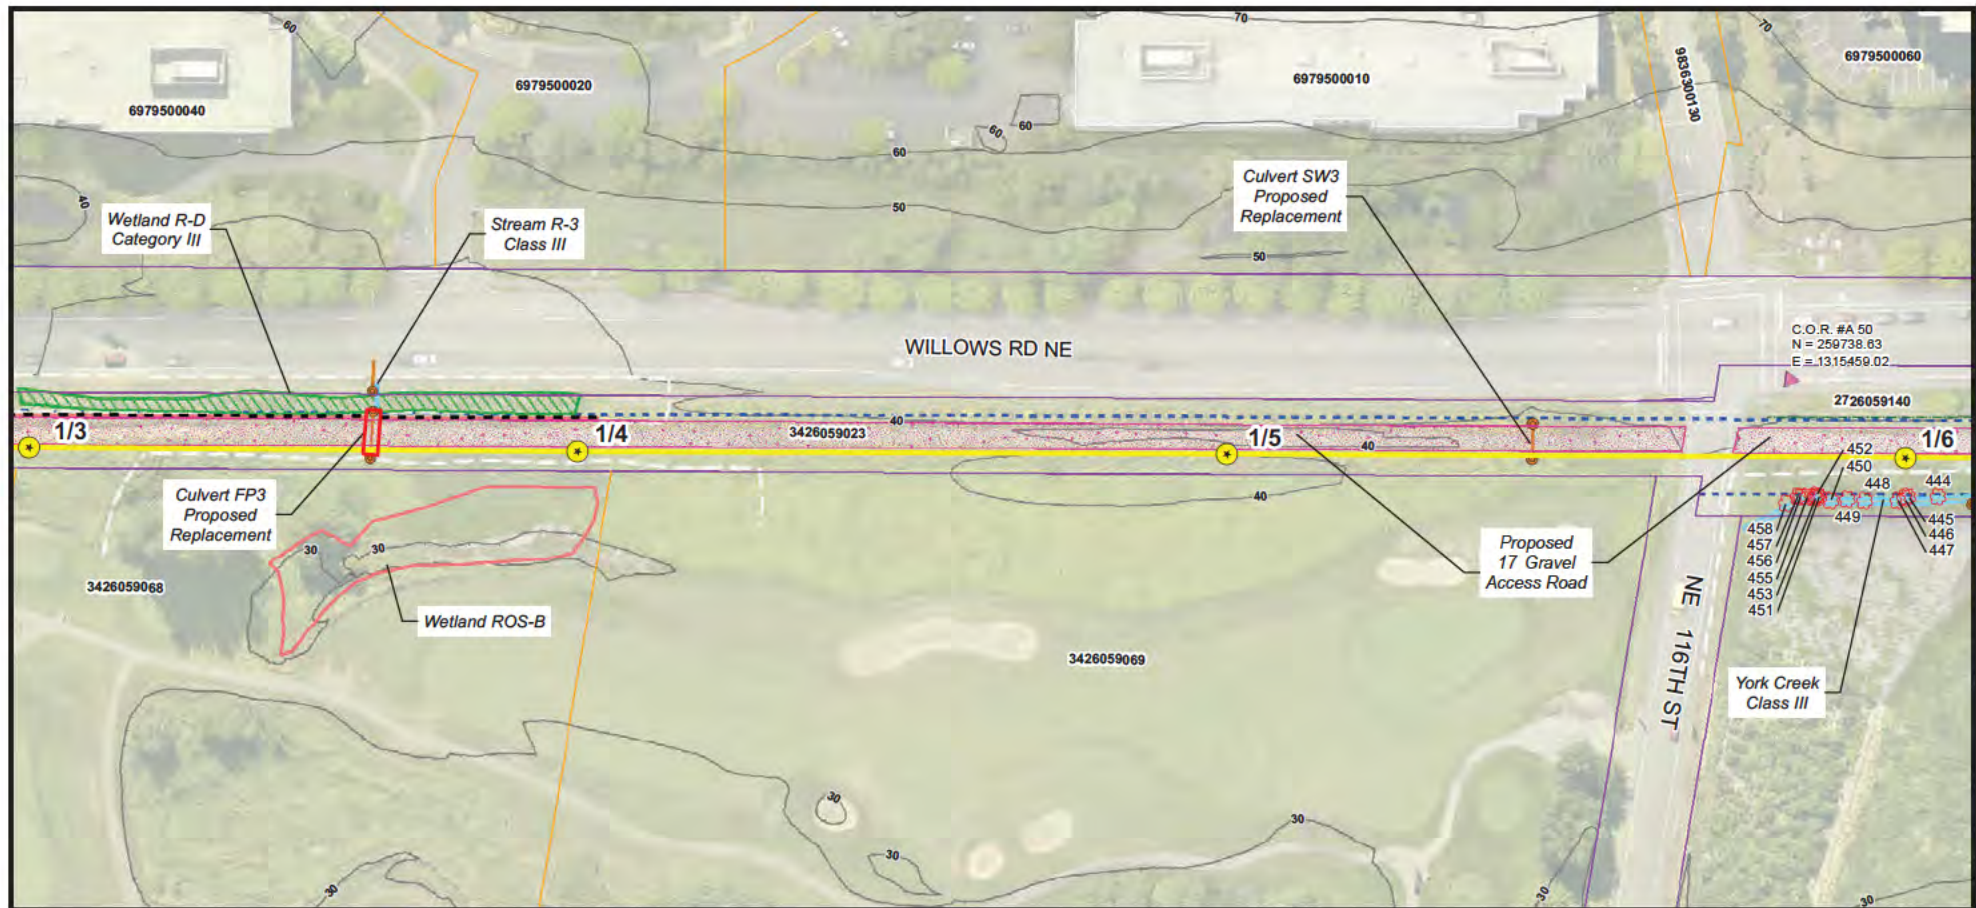 60
70
70
6979500040
6979500020
6979500010
9836300130
6979500060
60
60
60
40
50
50
Wetland R-D
Category III
Stream R-3
Class III
Culvert SW3
Proposed
Replacement
WILLOWS RD NE
C.O.R. #A 50
N = 259738.63
E = 1315459.02
2726059140
1/3
1/4
3426059023
40
1/5
40
1/6
40
Culvert FP3
Proposed
Replacement
452
450
448
444
449
458
457
456
455
453
451
445
446
447
30
30
3426059068
Wetland ROS-B
Proposed
17 Gravel
Access Road
NE 116TH ST
3426059069
York Creek
Class III
30
30
30
30
30
30